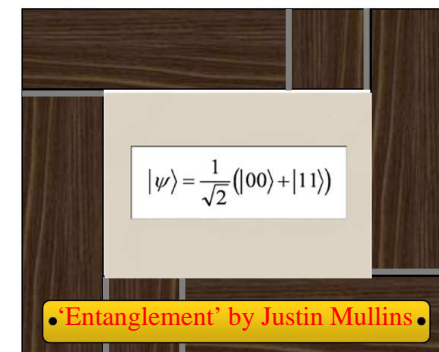 |ψ⟩ = 1/√2 (|00⟩+|11⟩)
‘Entanglement’ by Justin Mullins